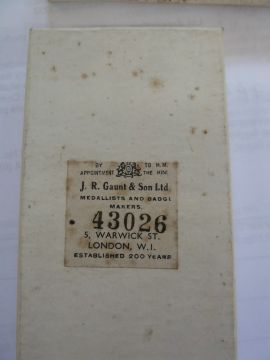 BY TO H.M.
APPOINTMENT THE KING
J. R. Gaunt & Son Ltd
MEDALLISTS AND BADGE
MAKERS.
43026
5, WARWICK ST.
LONDON, W.1.
ESTABLISHED 200 YEARS